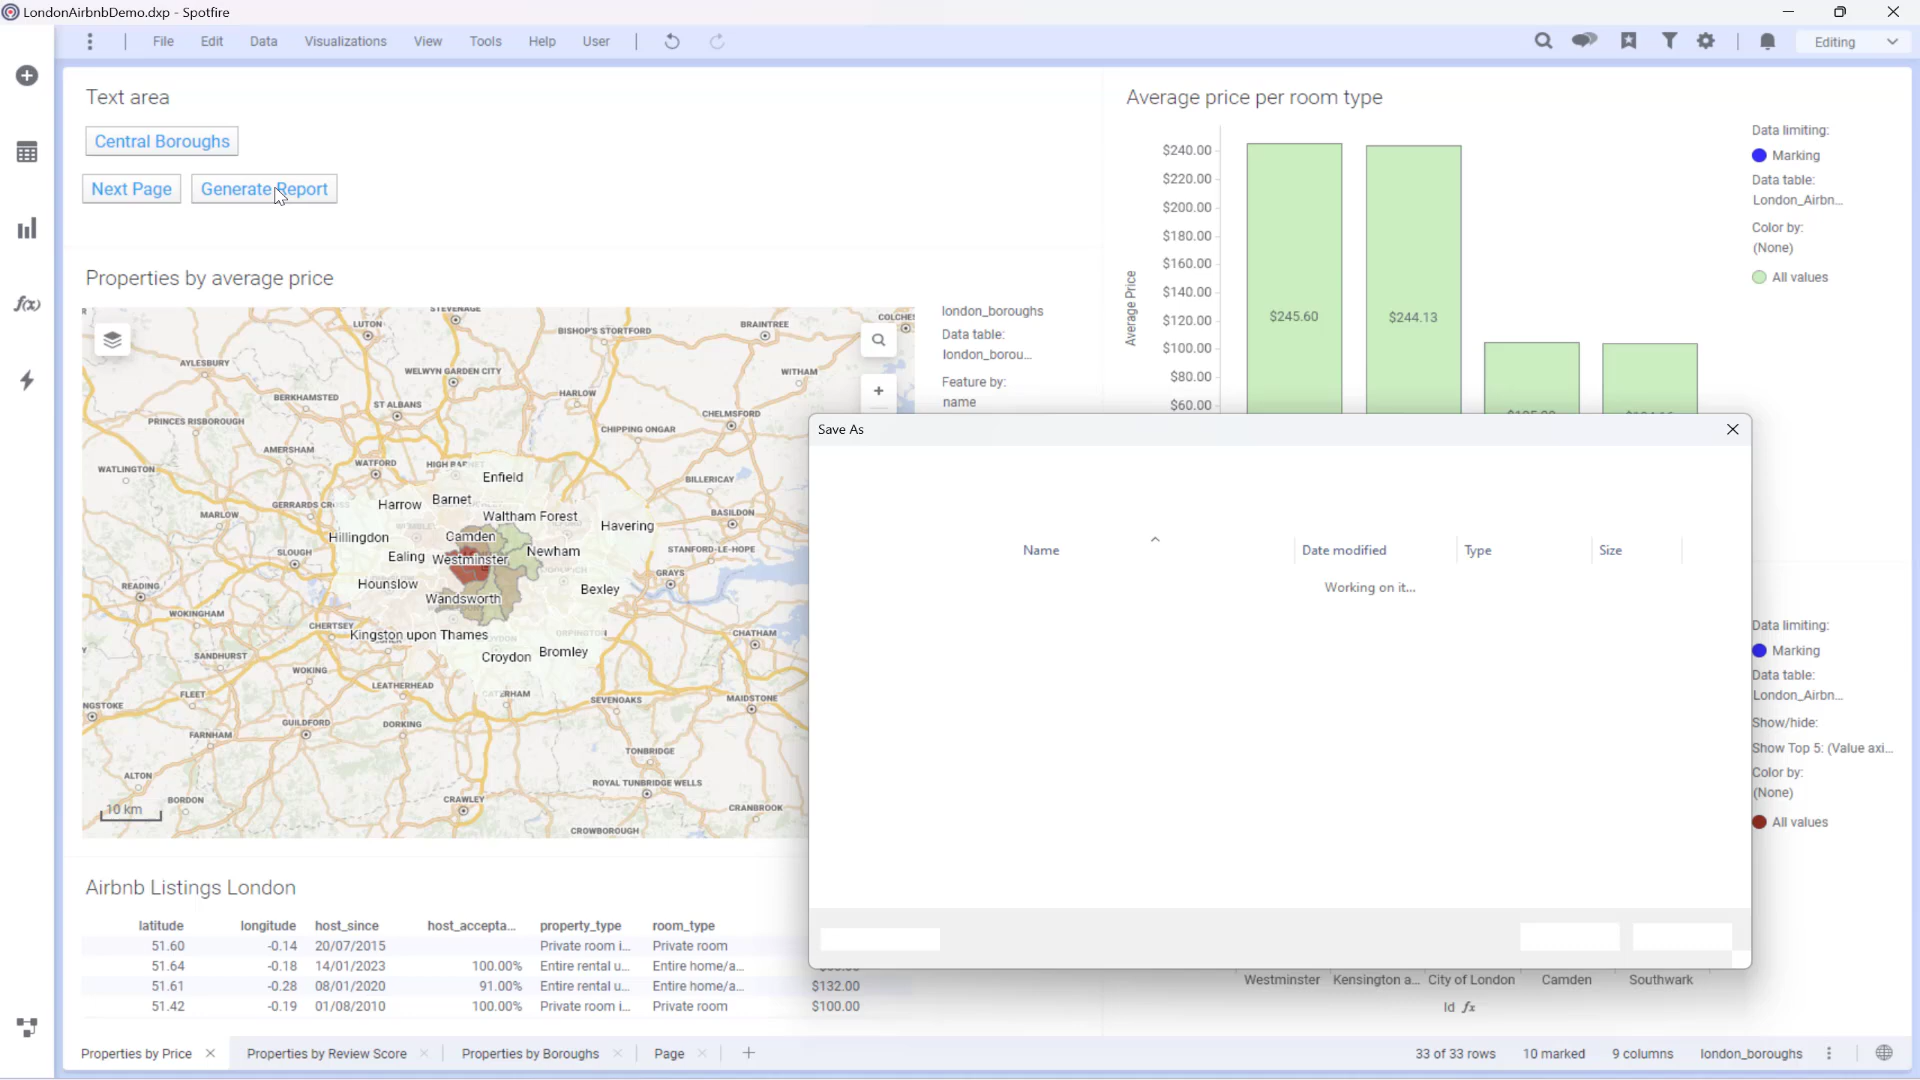 LondonAirbnbDemo.dxp - Spotfire
File Edit Data Visualizations View Tools Help User
Editing
Text area
Central Boroughs
Next Page Generate Report
Properties by average price
STEVENAGE
LUTON
BISHOP'S STORTFORD
BRAINTREE
AYLESBURY
WELWYN GARDEN CITY
WITHAM
HARLOW
BERKHAMSTED
ST ALBANS
CHELMSFORD
PRINCES RISBOROUGH
CHIPPING ONGAR
AMERSHAM
WATFORD
WATLINGTON
Enfield
BILLERICAY
Barnet
Harrow
GERRARDS
MARLOW
BASILDON
Waltham Forest
Havering
Hillingdon
Camden
SLOUGH
STANFORD-LE-HOPE
Newham
Ealing Westminster
GRAYS
READING
Hounslow
Bexley
Wandsworth
WOKINGHAM
CHERTSEY
Kingston upon Thames
CHATHAM
SANDHURST
Croydon Bromley
WOKING
LEATHERHEAD
FLEET
SEVENOAKS
MAIDSTONE
NGSTOKE
GUILDFORD
DORKING
FARNHAM
TONBRIDGE
ALTON
ROYAL TUNBRIDGE WELLS
BORDON
10 km
CRAWLEY
CRANBROOK
CROWBOROUGH
london_boroughs
Data table:
london_borou...
Feature by:
name
Average price per room type
Average Price
$240.00
$220.00
$200.00
$180.00
$160.00
$140.00
$120.00
$100.00
$80.00
$60.00
$245.60 $244.13
Data limiting:
Marking
Data table:
London_Airbn...
Color by:
(None)
All values
Save As
Name Date modified Type Size
Working on it...
Data limiting:
Marking
Data table:
London_Airbn...
Show/hide:
Show Top 5: (Value axi...
Color by:
(None)
All values
Westminster Kensington a... City of London Camden Southwark
Id fx
Airbnb Listings London
latitude longitude host_since host_accepta... property_type room_type
51.60 -0.14 20/07/2015 Private room i... Private room
51.64 -0.18 14/01/2023 100.00% Entire rental u... Entire home/a...
51.61 -0.28 08/01/2020 91.00% Entire rental u... Entire home/a... $132.00
51.42 -0.19 01/08/2010 100.00% Private room i... Private room $100.00
Properties by Price Properties by Review Score Properties by Boroughs Page
33 of 33 rows 10 marked 9 columns london_boroughs